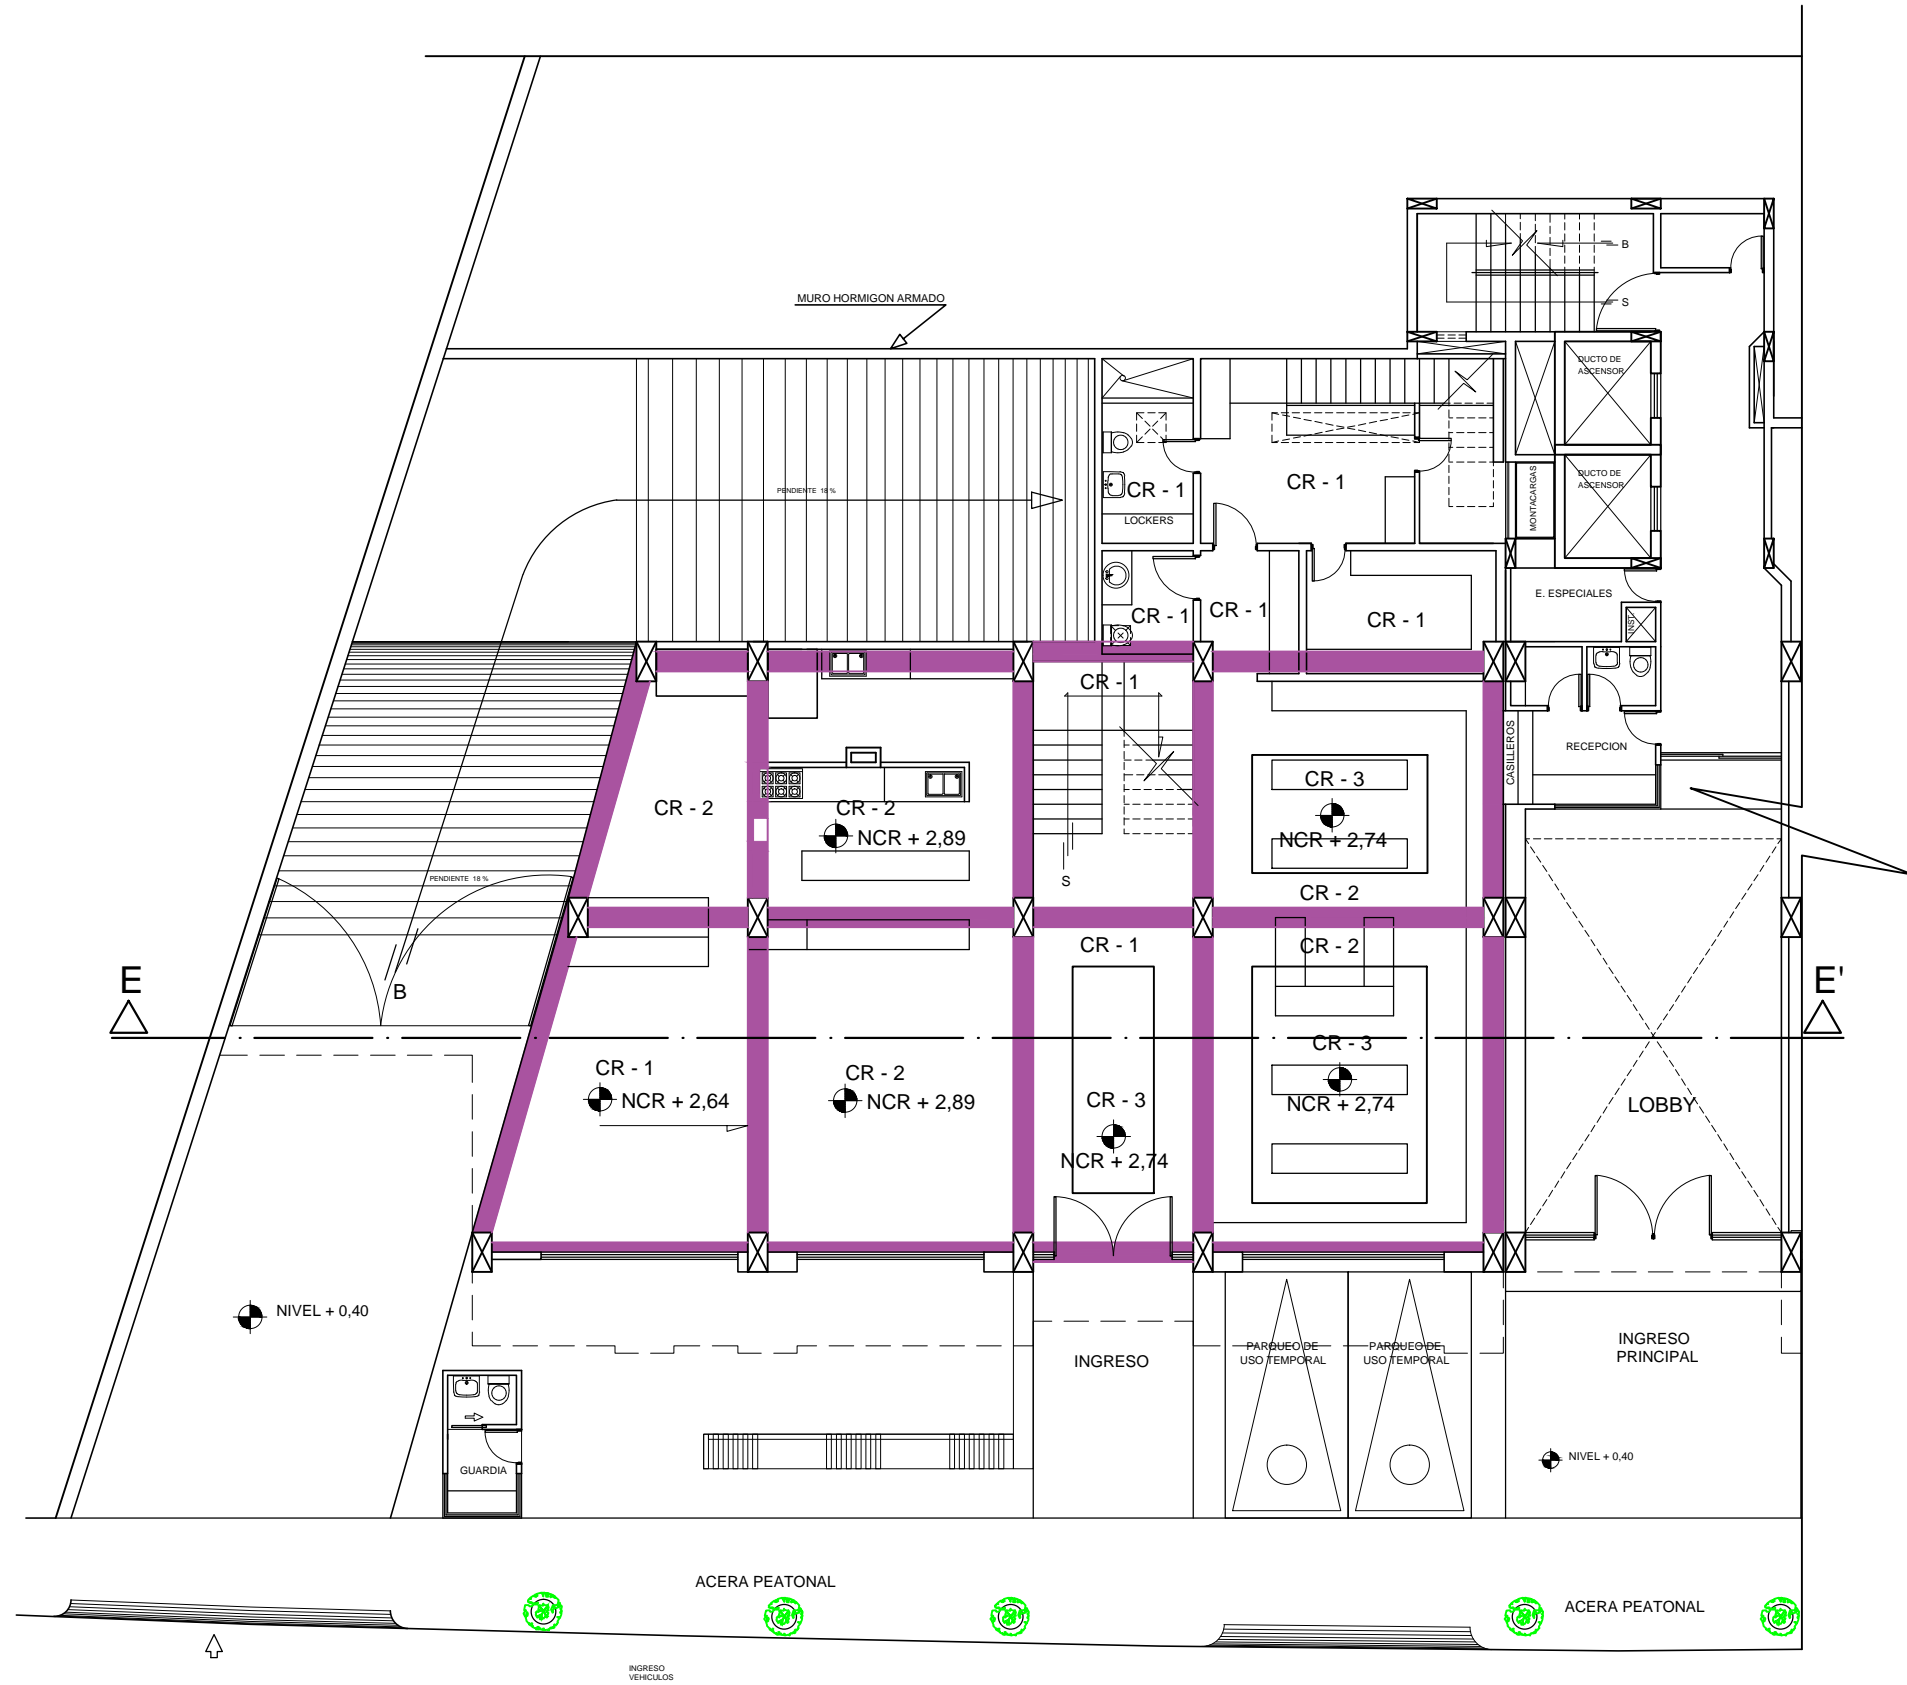 B
MURO HORMIGON ARMADO
S
DUCTO DE
ASCENSOR
DUCTO DE
ASCENSOR
MONTACARGAS
PENDIENTE 18 %
CR - 1
CR - 1
LOCKERS
E. ESPECIALES
CR - 1
CR - 1
CR - 1
INST.
CR - 1
CASILLEROS
RECEPCION
CR - 2
CR - 2
NCR + 2,89
CR - 3
NCR + 2,74
PENDIENTE 18 %
S
CR - 2
CR - 1
CR - 2
E
E'
B
CR - 1
NCR + 2,64
CR - 2
NCR + 2,89
CR - 3
NCR + 2,74
CR - 3
NCR + 2,74
LOBBY
NIVEL + 0,40
INGRESO
PARQUEO DE
USO TEMPORAL
PARQUEO DE
USO TEMPORAL
INGRESO
PRINCIPAL
GUARDIA
NIVEL + 0,40
ACERA PEATONAL
ACERA PEATONAL
INGRESO
VEHICULOS